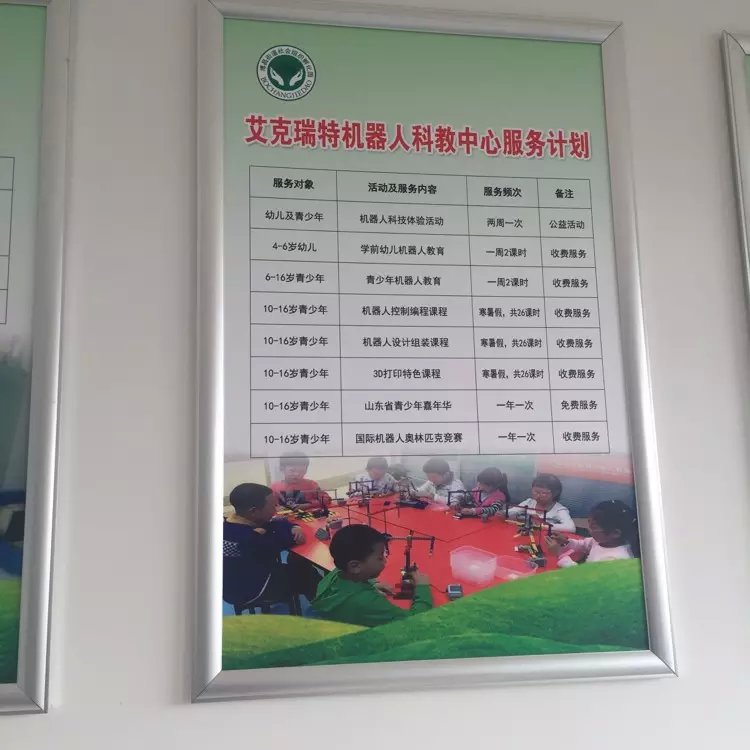 BOCHANGJIEDAO
艾克瑞特机器人科教中心服务计划
服务对象 活动及服务内容 服务频次 备注
幼儿及青少年 机器人科技体验活动 两周一次 公益活动
4-6岁幼儿 学前幼儿机器人教育 一周2课时 收费服务
6-16岁青少年 青少年机器人教育 一周2课时 收费服务
10-16岁青少年 机器人控制编程课程 寒暑假，共26课时 收费服务
10-16岁青少年 机器人设计组装课程 寒暑假，共26课时 收费服务
10-16岁青少年 3D打印特色课程 寒暑假，共26课时 收费服务
10-16岁青少年 山东省青少年嘉年华 一年一次 免费服务
10-16岁青少年 国际机器人奥林匹克竞赛 一年一次 收费服务